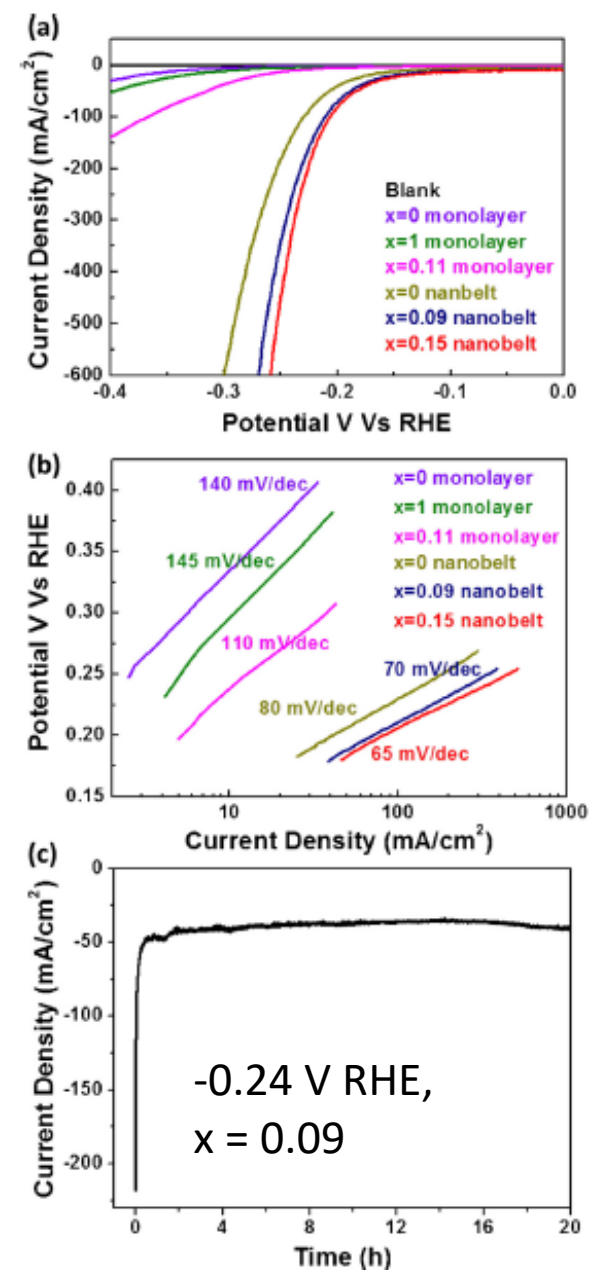 (a)
0
-100
-200
-300
-400
-500
-600
Current Density (mA/cm²)
Blank
x=0 monolayer
x=1 monolayer
x=0.11 monolayer
x=0 nanbelt
x=0.09 nanobelt
x=0.15 nanobelt
-0.4 -0.3 -0.2 -0.1 0.0
Potential V Vs RHE
(b)
0.40
0.35
0.30
0.25
0.20
0.15
Potential V Vs RHE
140 mV/dec
145 mV/dec
110 mV/dec
80 mV/dec
70 mV/dec
65 mV/dec
x=0 monolayer
x=1 monolayer
x=0.11 monolayer
x=0 nanobelt
x=0.09 nanobelt
x=0.15 nanobelt
10 100 1000
Current Density (mA/cm²)
(c)
0
-50
-100
-150
-200
Current Density (mA/cm²)
-0.24 V RHE,
x = 0.09
0 4 8 12 16 20
Time (h)